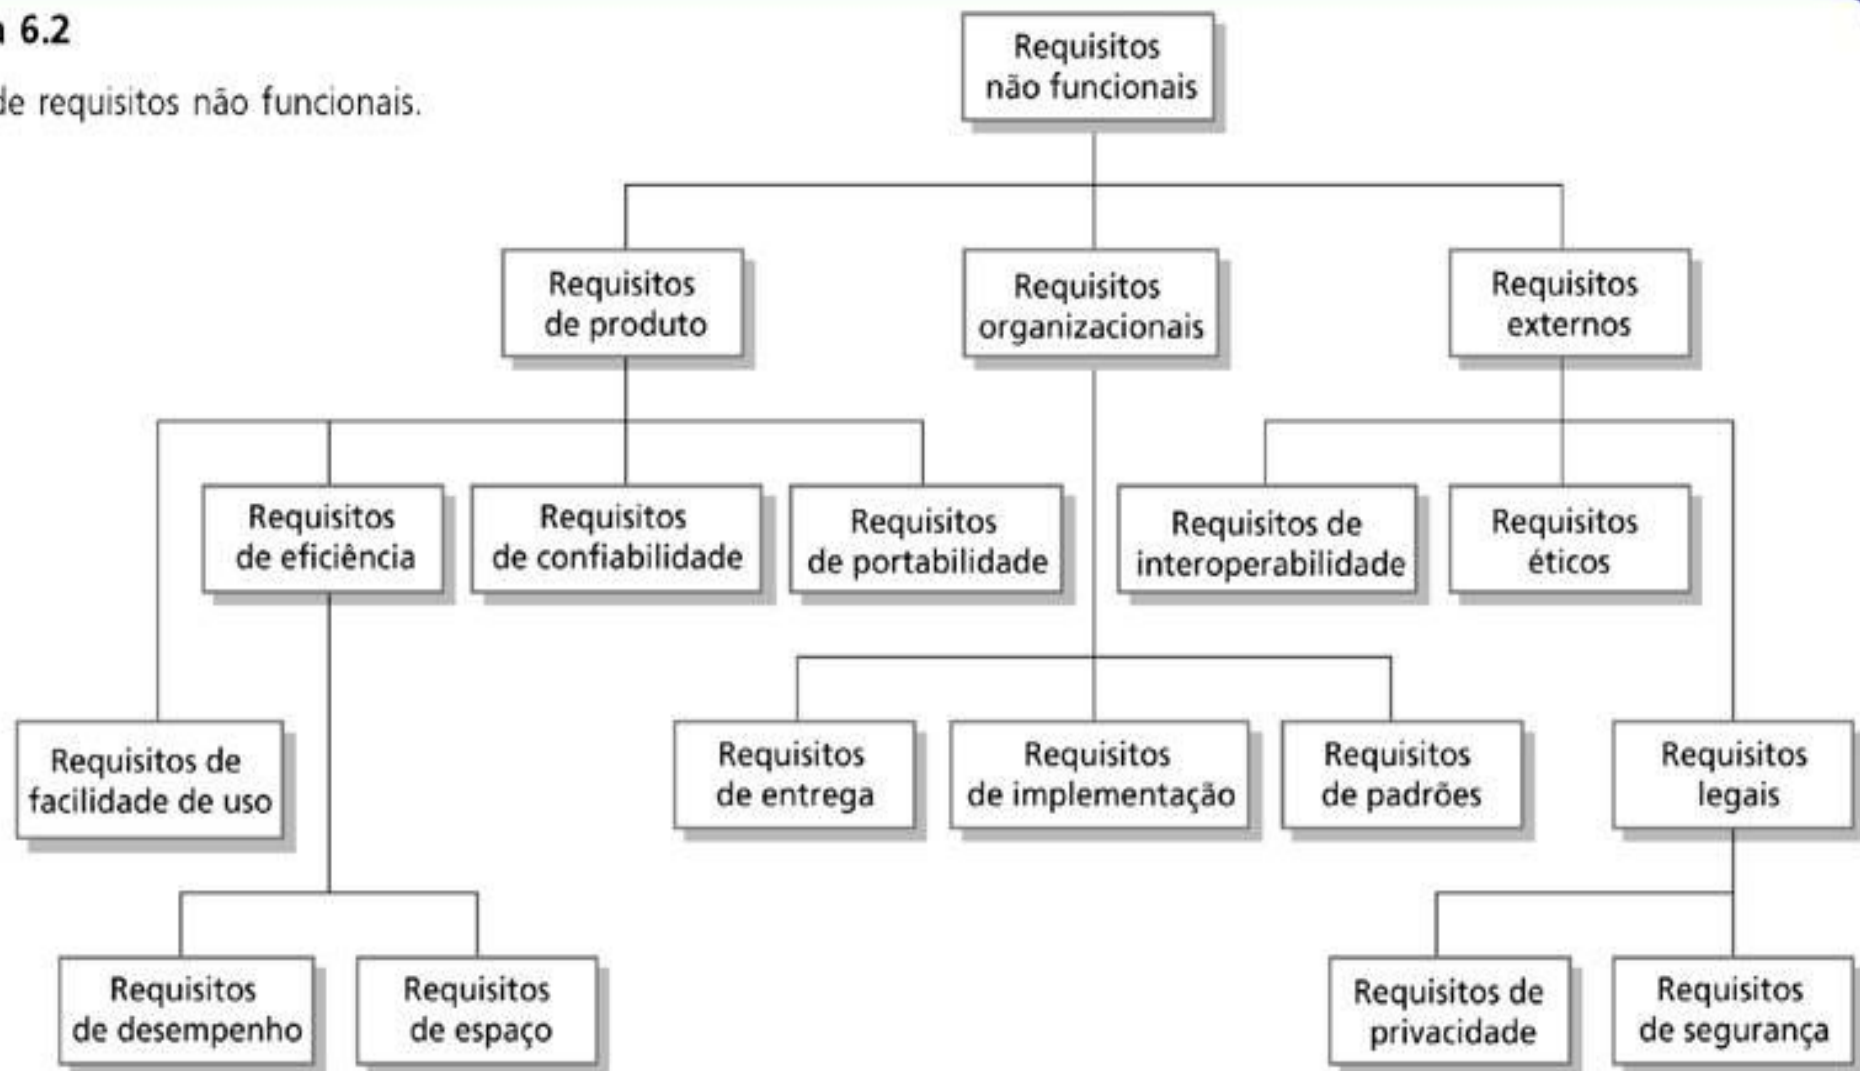 6.2
de requisitos não funcionais.
Requisitos
não funcionais
Requisitos
de produto
Requisitos
organizacionais
Requisitos
externos
Requisitos
de eficiência
Requisitos
de confiabilidade
Requisitos
de portabilidade
Requisitos de
interoperabilidade
Requisitos
éticos
Requisitos de
facilidade de uso
Requisitos
de entrega
Requisitos
de implementação
Requisitos
de padrões
Requisitos
legais
Requisitos
de desempenho
Requisitos
de espaço
Requisitos de
privacidade
Requisitos
de segurança